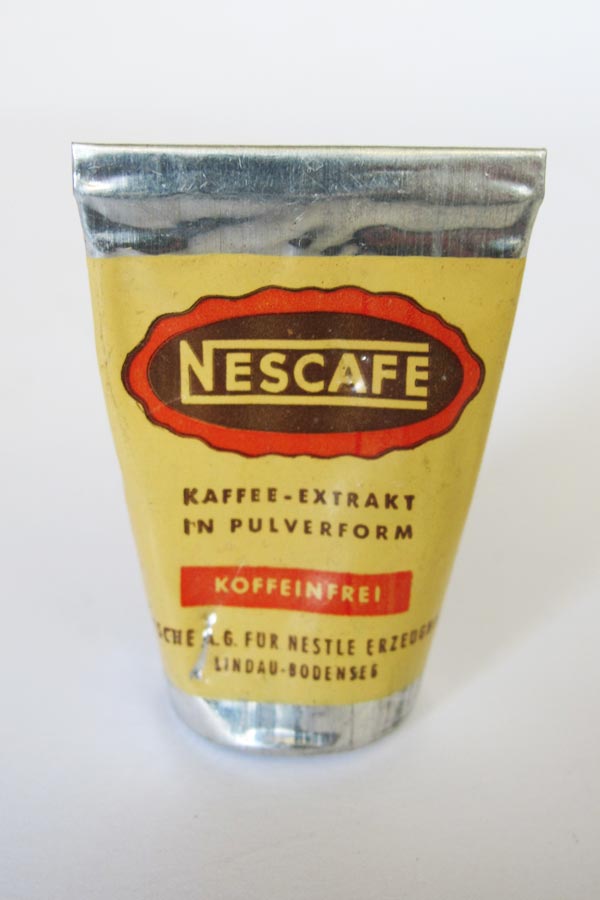 NESCAFE
KAFFEE-EXTRAKT
IN PULVERFORM
KOFFEINFREI
FÜR NESTLE
LINDAU-BODENSEE